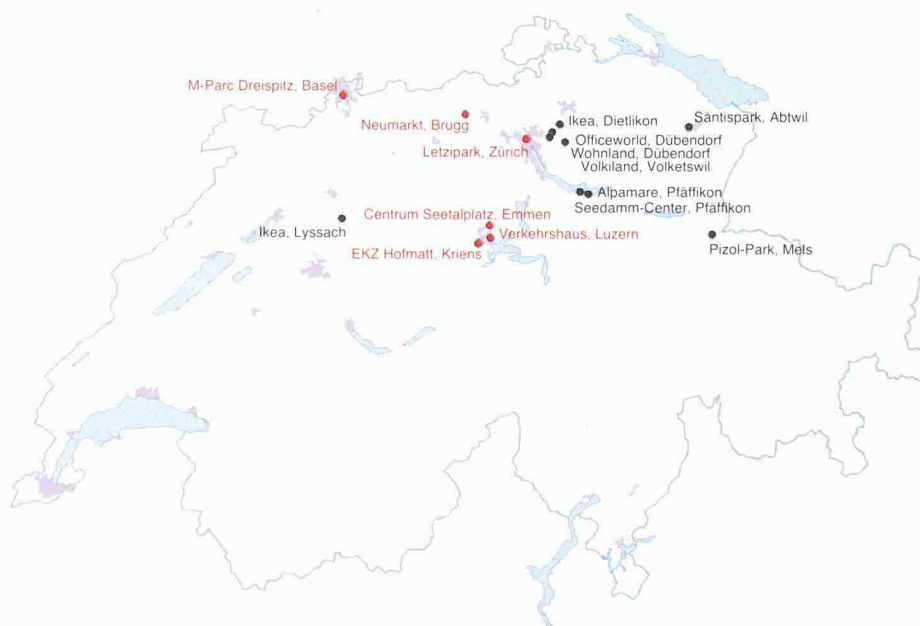 M-Parc Dreispitz, Basel
Neumarkt, Brugg
Ikea, Dietlikon
Säntispark, Abtwil
Officeworld, Dübendorf
Letzipark, Zürich
Wohnland, Dübendorf
Volkiland, Volketswil
Alpamare, Pfäffikon
Seedamm-Center, Pfäffikon
Centrum Seetalplatz, Emmen
Ikea, Lyssach
Verkehrshaus, Luzern
EKZ Hofmatt, Kriens
Pizol-Park, Mels